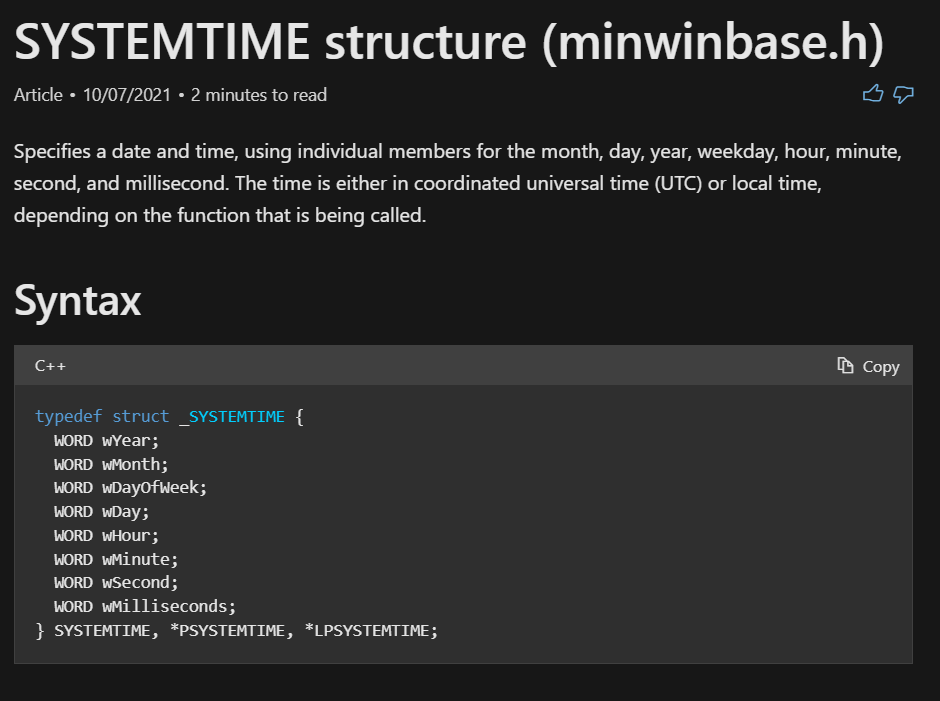 SYSTEMTIME structure (minwinbase.h)
Article • 10/07/2021 • 2 minutes to read
Specifies a date and time, using individual members for the month, day, year, weekday, hour, minute,
second, and millisecond. The time is either in coordinated universal time (UTC) or local time,
depending on the function that is being called.
Syntax
C++ Copy
typedef struct _SYSTEMTIME {
  WORD wYear;
  WORD wMonth;
  WORD wDayOfWeek;
  WORD wDay;
  WORD wHour;
  WORD wMinute;
  WORD wSecond;
  WORD wMilliseconds;
} SYSTEMTIME, *PSYSTEMTIME, *LPSYSTEMTIME;